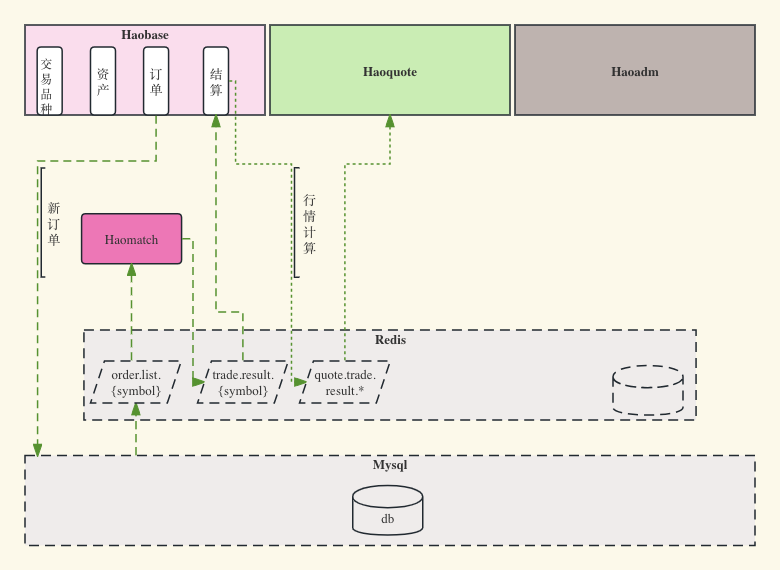 Haobase
交
易
品
种
资
产
订
单
结
算
Haoquote
Haoadm
新
订
单
行
情
计
算
Haomatch
Redis
order.list.
{symbol}
trade.result.
{symbol}
quote.trade.
result.*
Mysql
db